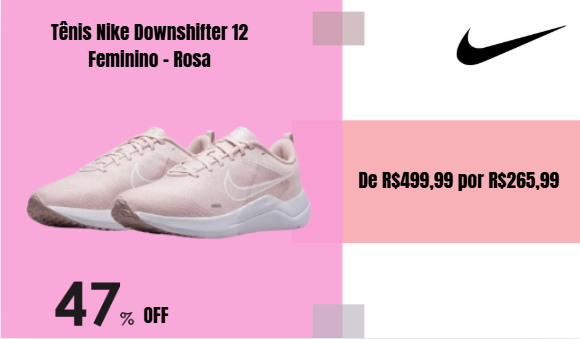 Tênis Nike Downshifter 12
Feminino - Rosa
De R$499,99 por R$265,99
47% OFF